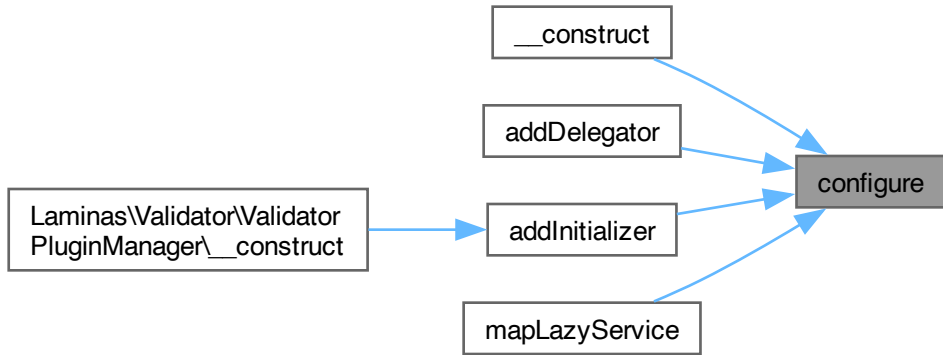 __construct
addDelegator
configure
Laminas\Validator\Validator
PluginManager\__construct
addInitializer
mapLazyService